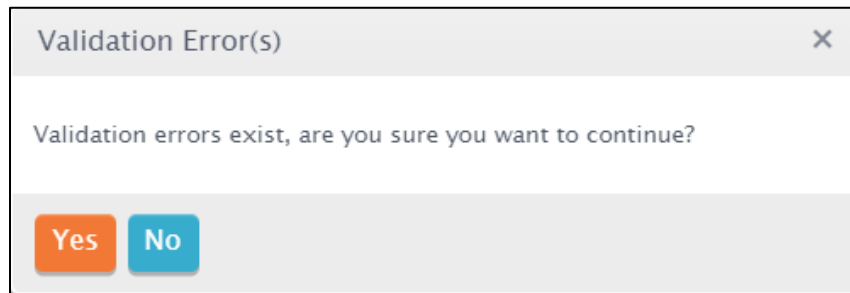 Validation Error(s)
Validation errors exist, are you sure you want to continue?
Yes No